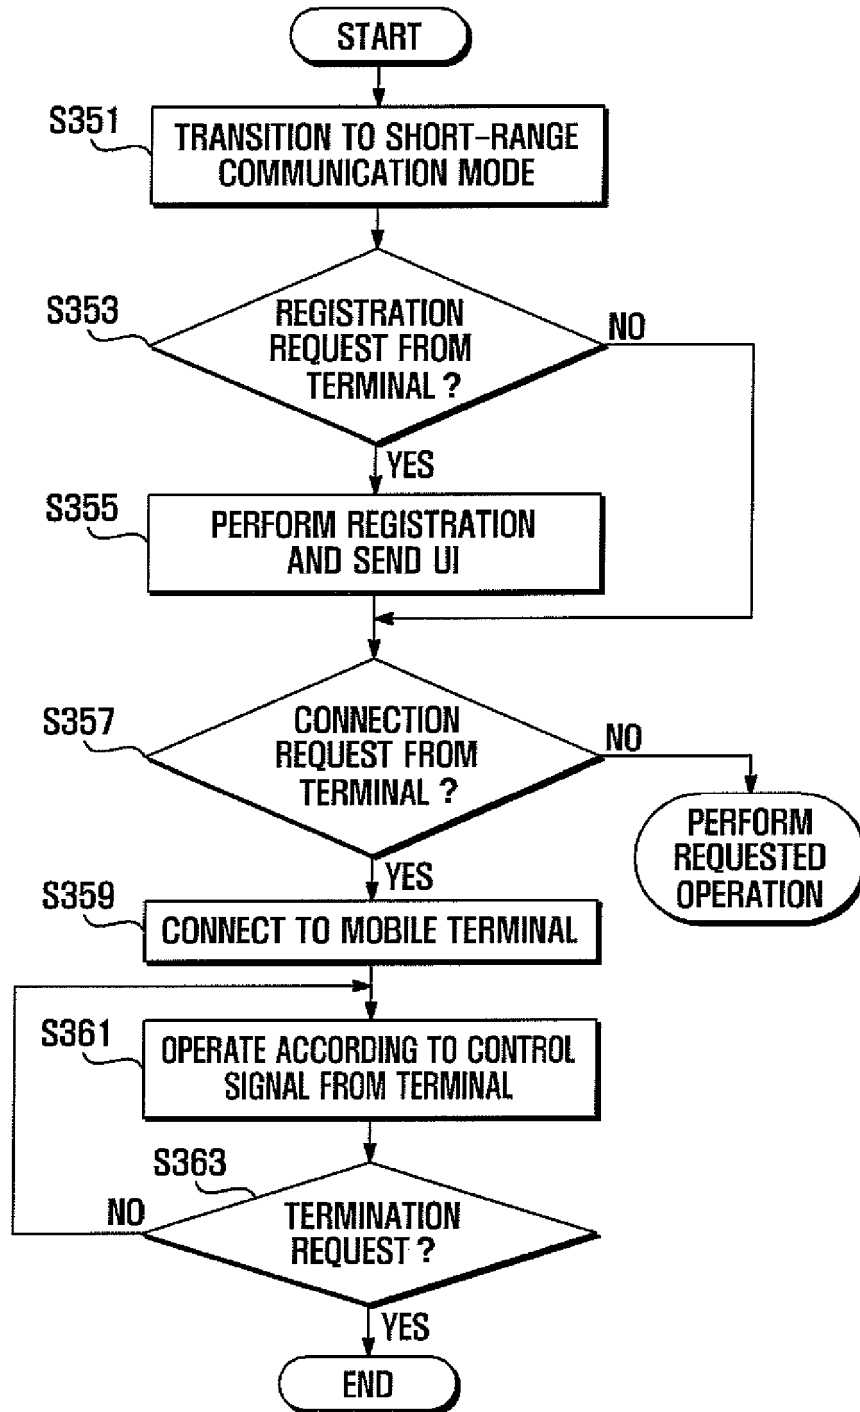 START
S351
TRANSITION TO SHORT-RANGE
COMMUNICATION MODE
S353
REGISTRATION
REQUEST FROM
TERMINAL ?
NO
YES
S355
PERFORM REGISTRATION
AND SEND UI
S357
CONNECTION
REQUEST FROM
TERMINAL ?
NO
PERFORM
REQUESTED
OPERATION
YES
S359
CONNECT TO MOBILE TERMINAL
S361
OPERATE ACCORDING TO CONTROL
SIGNAL FROM TERMINAL
S363
NO
TERMINATION
REQUEST ?
YES
END